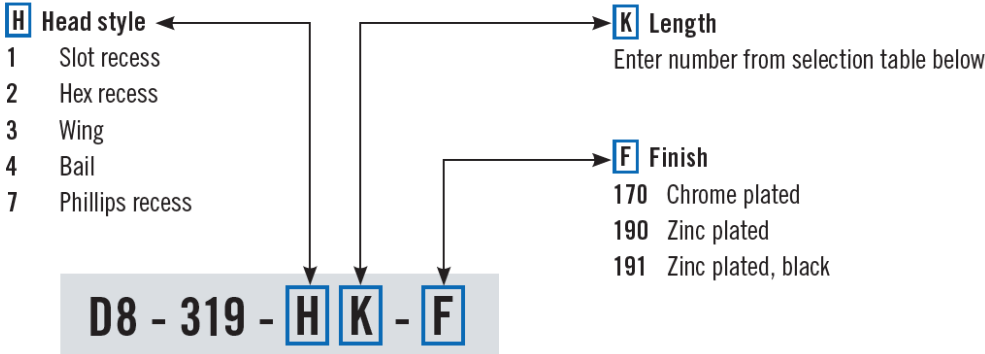 H Head style
1 Slot recess
2 Hex recess
3 Wing
4 Bail
7 Phillips recess
K Length
Enter number from selection table below
F Finish
170 Chrome plated
190 Zinc plated
191 Zinc plated, black
D8 - 319 - H K - F